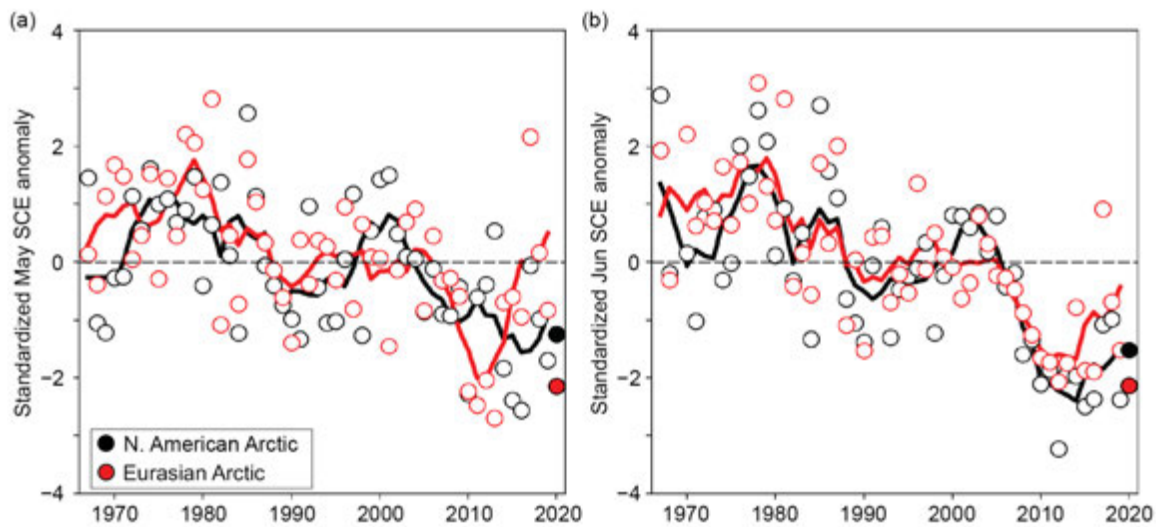 (a)
Standardized May SCE anomaly
4
2
0
−2
−4
N. American Arctic
Eurasian Arctic
1970 1980 1990 2000 2010 2020
(b)
Standardized Jun SCE anomaly
4
2
0
−2
−4
1970 1980 1990 2000 2010 2020